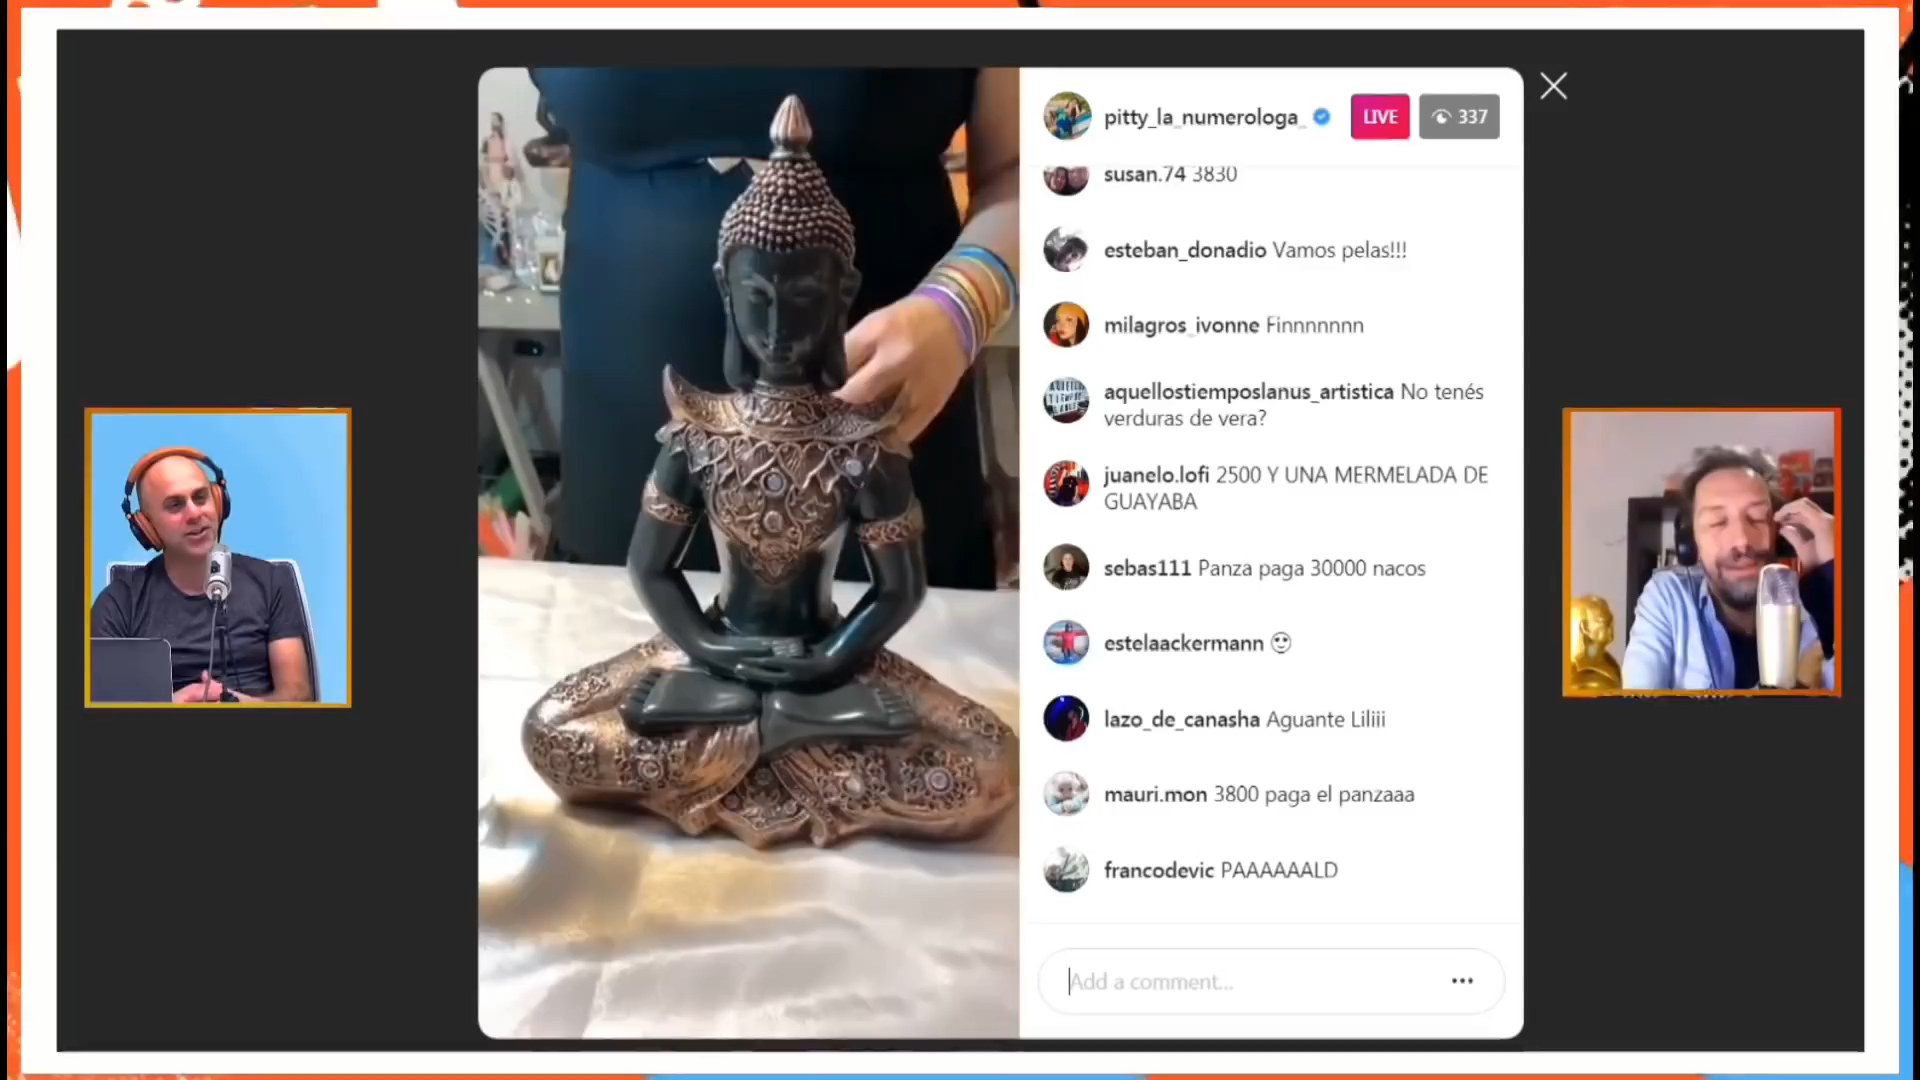 pitty_la_numerologa_ LIVE 337
susan.74 3830
esteban_donadio Vamos pelas!!!
milagros_ivonne Finnnnnnn
aquellostiemposlanus_artistica No tenés
verduras de vera?
juanelo.lofi 2500 Y UNA MERMELADA DE
GUAYABA
sebas111 Panza paga 30000 nacos
estelaackermann 🙂
lazo_de_canasha Aguante Liliii
mauri.mon 3800 paga el panzaaa
francodevic PAAAAAALD
Add a comment...